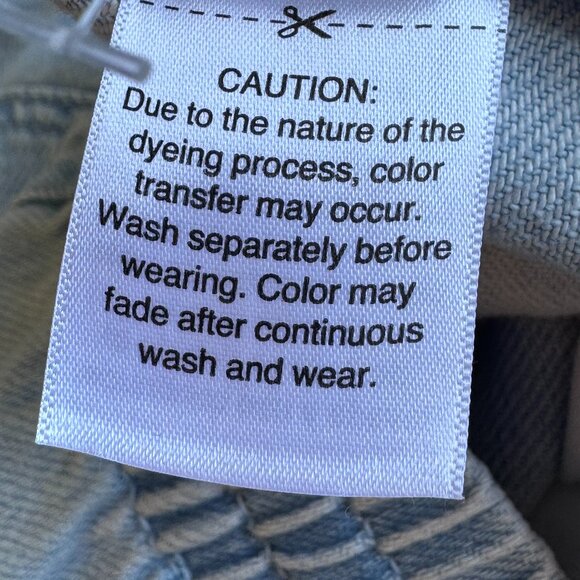 CAUTION:
Due to the nature of the
dyeing process, color
transfer may occur.
Wash separately before
wearing. Color may
fade after continuous
wash and wear.